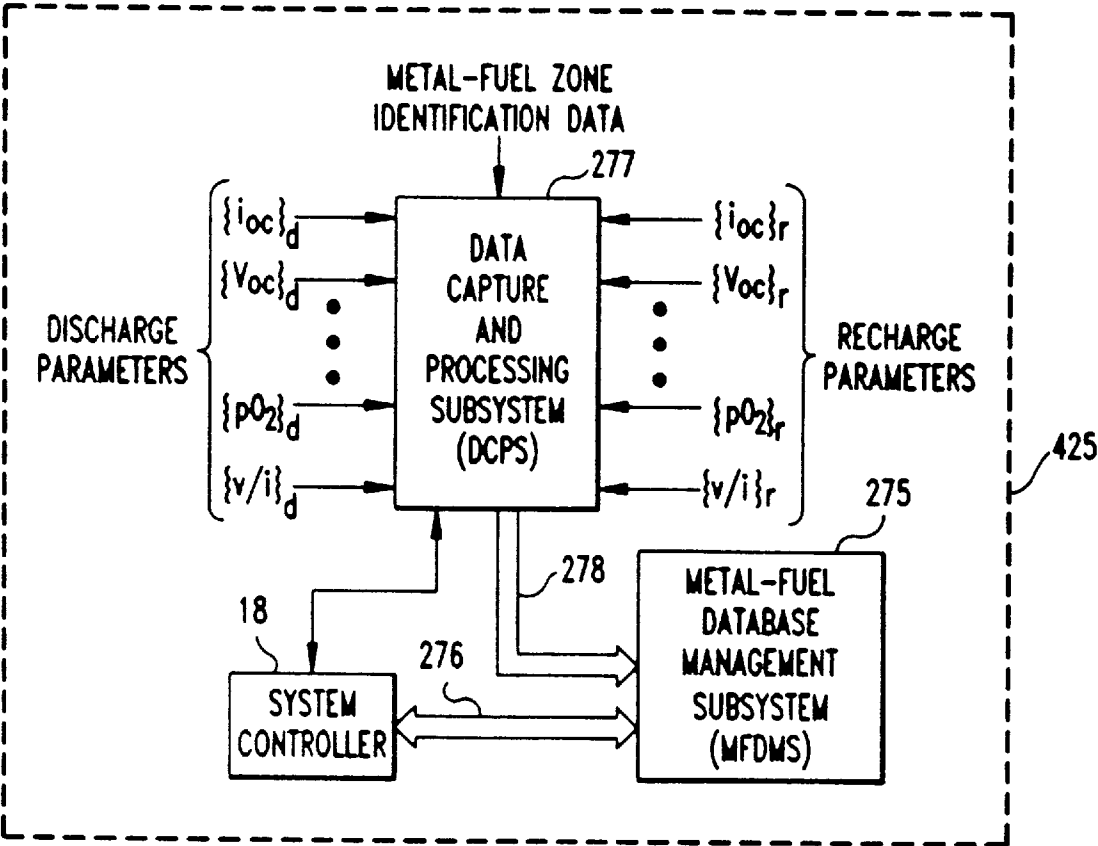 METAL-FUEL ZONE
IDENTIFICATION DATA
277
{ioc}d
{Voc}d
{pO2}d
{v/i}d
DISCHARGE
PARAMETERS
DATA
CAPTURE
AND
PROCESSING
SUBSYSTEM
(DCPS)
{ioc}r
{Voc}r
{pO2}r
{v/i}r
RECHARGE
PARAMETERS
425
275
278
METAL-FUEL
DATABASE
MANAGEMENT
SUBSYSTEM
(MFDMS)
18
276
SYSTEM
CONTROLLER